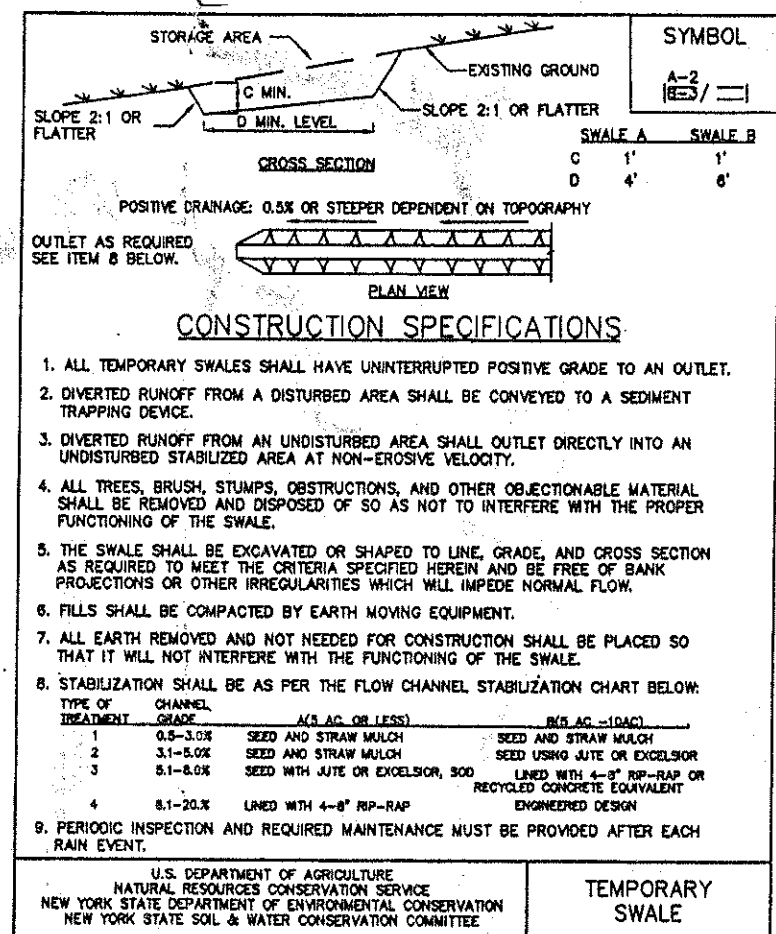 STORAGE AREA
SYMBOL
EXISTING GROUND
A-2
B-3/
C MIN.
SLOPE 2:1 OR
FLATTER
D MIN. LEVEL
SLOPE 2:1 OR FLATTER
CROSS SECTION
SWALE A SWALE B
C 1' 1'
D 4' 6'
POSITIVE DRAINAGE: 0.5% OR STEEPER DEPENDENT ON TOPOGRAPHY
OUTLET AS REQUIRED
SEE ITEM 8 BELOW.
PLAN VIEW
CONSTRUCTION SPECIFICATIONS
1. ALL TEMPORARY SWALES SHALL HAVE UNINTERRUPTED POSITIVE GRADE TO AN OUTLET.
2. DIVERTED RUNOFF FROM A DISTURBED AREA SHALL BE CONVEYED TO A SEDIMENT
TRAPPING DEVICE.
3. DIVERTED RUNOFF FROM AN UNDISTURBED AREA SHALL OUTLET DIRECTLY INTO AN
UNDISTURBED STABILIZED AREA AT NON-EROSIVE VELOCITY.
4. ALL TREES, BRUSH, STUMPS, OBSTRUCTIONS, AND OTHER OBJECTIONABLE MATERIAL
SHALL BE REMOVED AND DISPOSED OF SO AS NOT TO INTERFERE WITH THE PROPER
FUNCTIONING OF THE SWALE.
5. THE SWALE SHALL BE EXCAVATED OR SHAPED TO LINE, GRADE, AND CROSS SECTION
AS REQUIRED TO MEET THE CRITERIA SPECIFIED HEREIN AND BE FREE OF BANK
PROJECTIONS OR OTHER IRREGULARITIES WHICH WILL IMPEDE NORMAL FLOW.
6. FILLS SHALL BE COMPACTED BY EARTH MOVING EQUIPMENT.
7. ALL EARTH REMOVED AND NOT NEEDED FOR CONSTRUCTION SHALL BE PLACED SO
THAT IT WILL NOT INTERFERE WITH THE FUNCTIONING OF THE SWALE.
8. STABILIZATION SHALL BE AS PER THE FLOW CHANNEL STABILIZATION CHART BELOW:
TYPE OF CHANNEL
TREATMENT GRADE A(5 AC. OR LESS) B(5 AC. -10AC)
1 0.5-3.0% SEED AND STRAW MULCH SEED AND STRAW MULCH
2 3.1-5.0% SEED AND STRAW MULCH SEED USING JUTE OR EXCELSIOR
3 5.1-8.0% SEED WITH JUTE OR EXCELSIOR, SOD LINED WITH 4-8" RIP-RAP OR
RECYCLED CONCRETE EQUIVALENT
4 8.1-20.% LINED WITH 4-8" RIP-RAP ENGINEERED DESIGN
9. PERIODIC INSPECTION AND REQUIRED MAINTENANCE MUST BE PROVIDED AFTER EACH
RAIN EVENT.
U.S. DEPARTMENT OF AGRICULTURE
NATURAL RESOURCES CONSERVATION SERVICE
NEW YORK STATE DEPARTMENT OF ENVIRONMENTAL CONSERVATION
NEW YORK STATE SOIL & WATER CONSERVATION COMMITTEE
TEMPORARY
SWALE